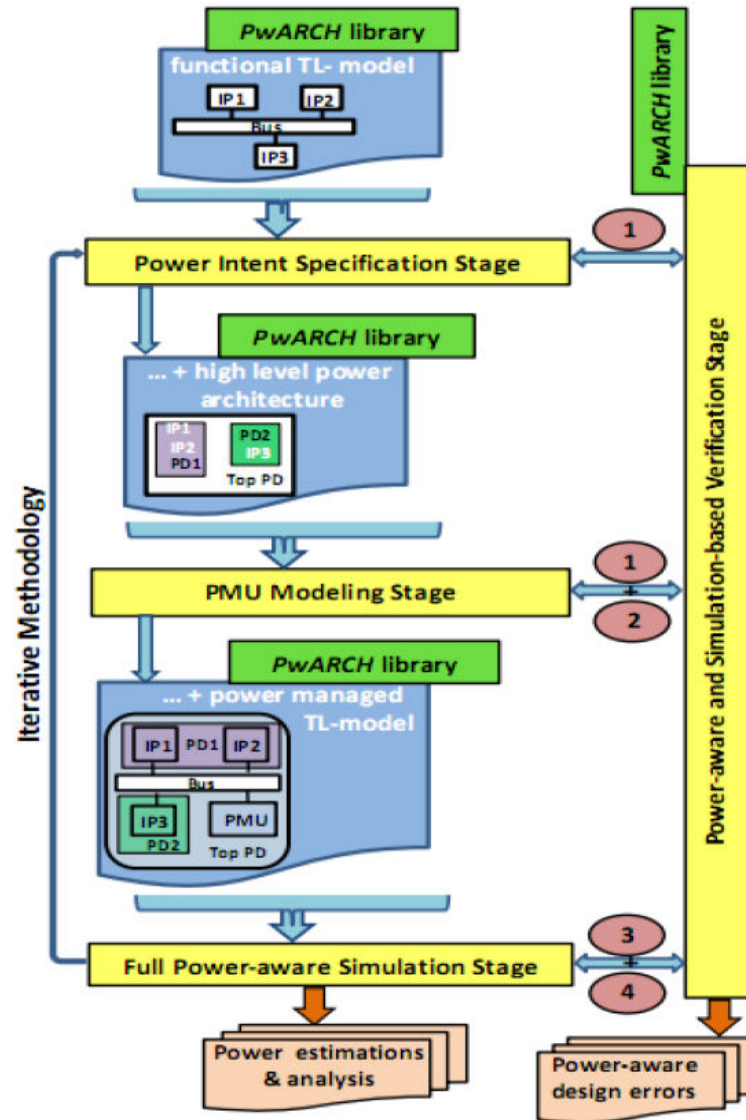 PwARCH library
functional TL- model
IP1
IP2
Bus
IP3
PwARCH library
1
Power Intent Specification Stage
PwARCH library
... + high level power
architecture
IP1
IP2
PD1
PD2
IP3
Top PD
1
+
2
PMU Modeling Stage
PwARCH library
... + power managed
TL-model
IP1
PD1
IP2
Bus
IP3
PD2
PMU
Top PD
Iterative Methodology
Power-aware and Simulation-based Verification Stage
3
+
4
Full Power-aware Simulation Stage
Power estimations
& analysis
Power-aware
design errors